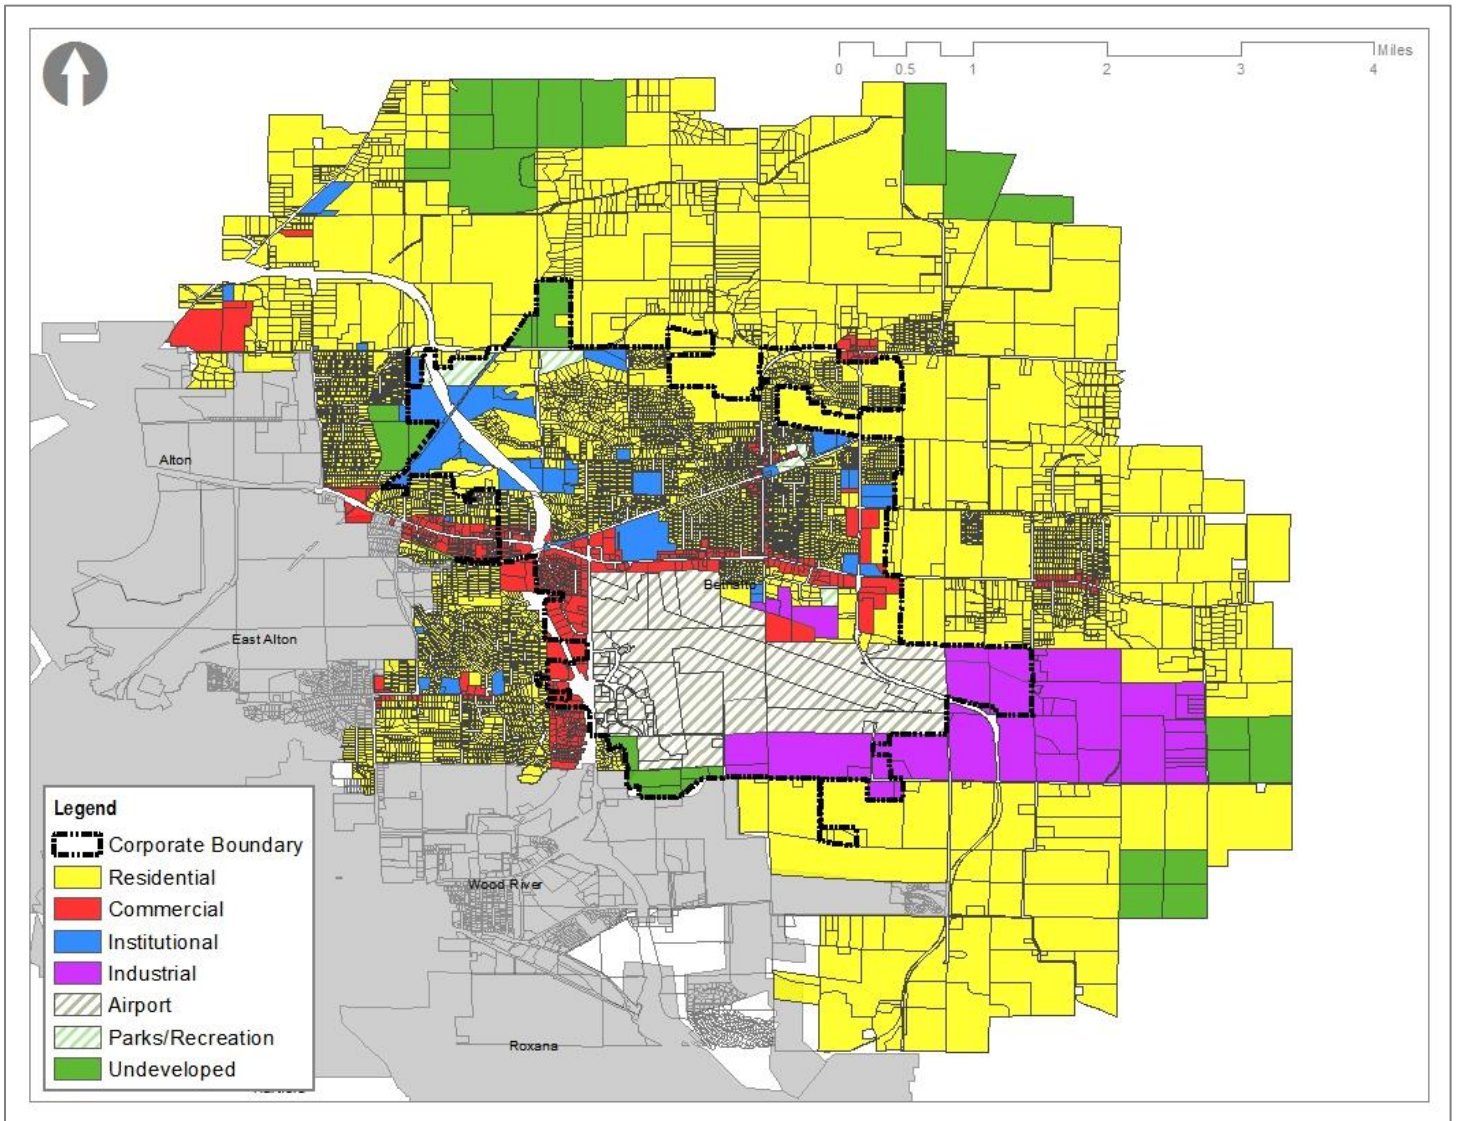 Miles
0 0.5 1 2 3 4
Alton
Bethalto
East Alton
Wood River
Roxana
Legend
Corporate Boundary
Residential
Commercial
Institutional
Industrial
Airport
Parks/Recreation
Undeveloped